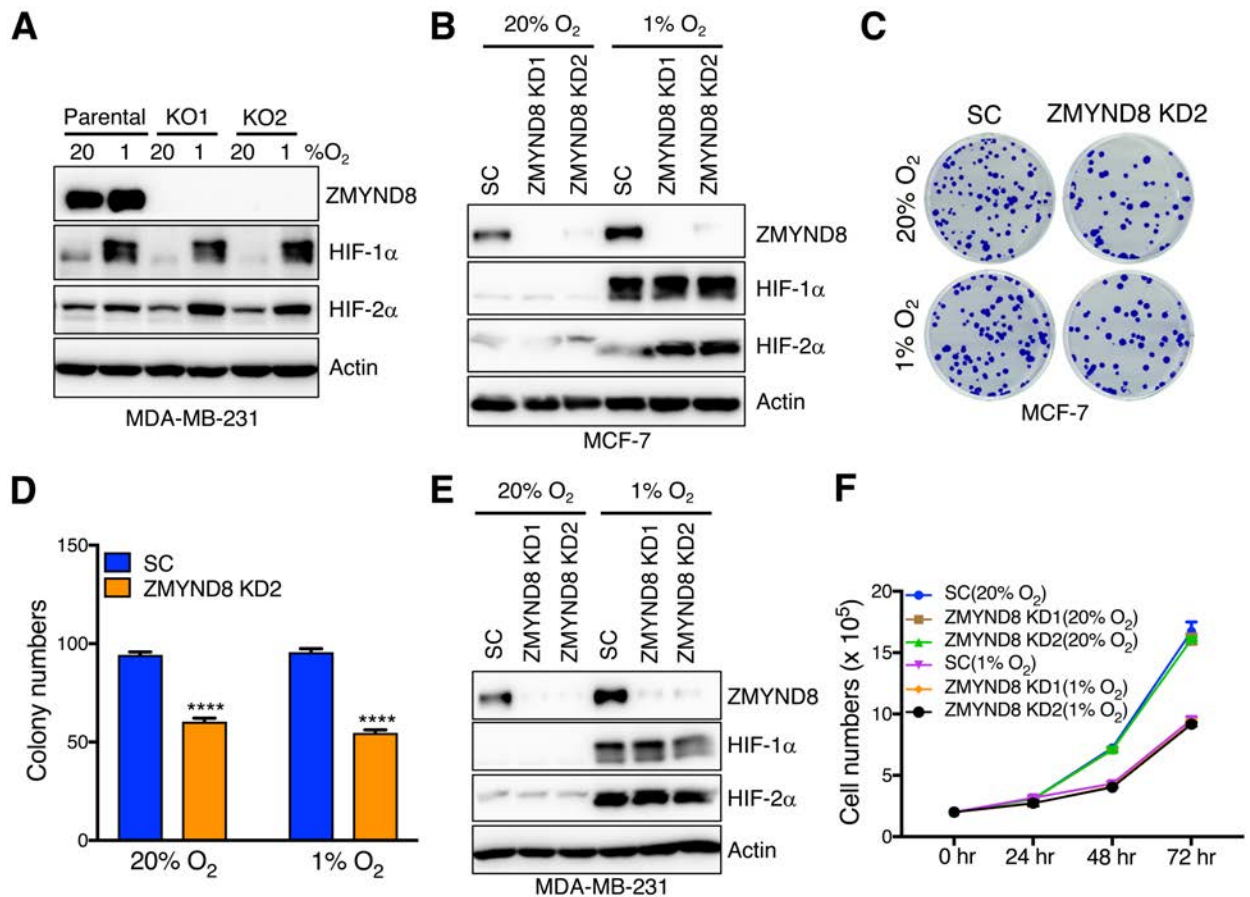 A
Parental KO1 KO2
20 1 20 1 20 1 %O2
ZMYND8
HIF-1α
HIF-2α
Actin
MDA-MB-231
B
20% O2 1% O2
SC ZMYND8 KD1 ZMYND8 KD2 SC ZMYND8 KD1 ZMYND8 KD2
ZMYND8
HIF-1α
HIF-2α
Actin
MCF-7
C
SC ZMYND8 KD2
20% O2
1% O2
MCF-7
D
150
100
50
0
Colony numbers
SC
ZMYND8 KD2
20% O2 1% O2
****
****
E
20% O2 1% O2
SC ZMYND8 KD1 ZMYND8 KD2 SC ZMYND8 KD1 ZMYND8 KD2
ZMYND8
HIF-1α
HIF-2α
Actin
MDA-MB-231
F
20
15
10
5
0
Cell numbers (x 10⁵)
SC(20% O2)
ZMYND8 KD1(20% O2)
ZMYND8 KD2(20% O2)
SC(1% O2)
ZMYND8 KD1(1% O2)
ZMYND8 KD2(1% O2)
0 hr 24 hr 48 hr 72 hr